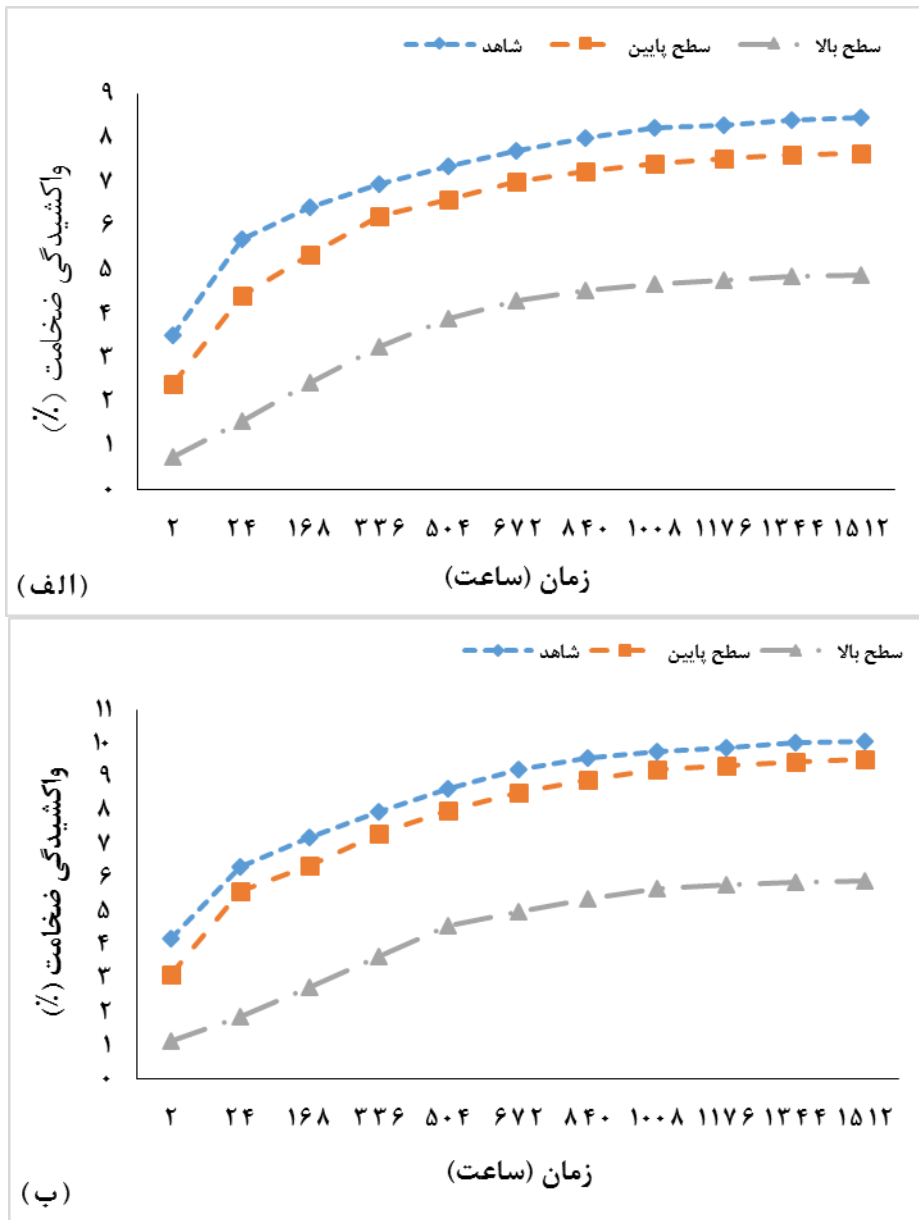 شاهد سطح پایین سطح بالا
واکشیدگی ضخامت (%)
۹
۸
۷
۶
۵
۴
۳
۲
۱
۰
۲ ۲۴ ۱۶۸ ۳۳۶ ۵۰۴ ۶۷۲ ۸۴۰ ۱۰۰۸ ۱۱۷۶ ۱۳۴۴ ۱۵۱۲
زمان (ساعت)
(الف)
شاهد سطح پایین سطح بالا
واکشیدگی ضخامت (%)
۱۱
۱۰
۹
۸
۷
۶
۵
۴
۳
۲
۱
۰
۲ ۲۴ ۱۶۸ ۳۳۶ ۵۰۴ ۶۷۲ ۸۴۰ ۱۰۰۸ ۱۱۷۶ ۱۳۴۴ ۱۵۱۲
زمان (ساعت)
(ب)